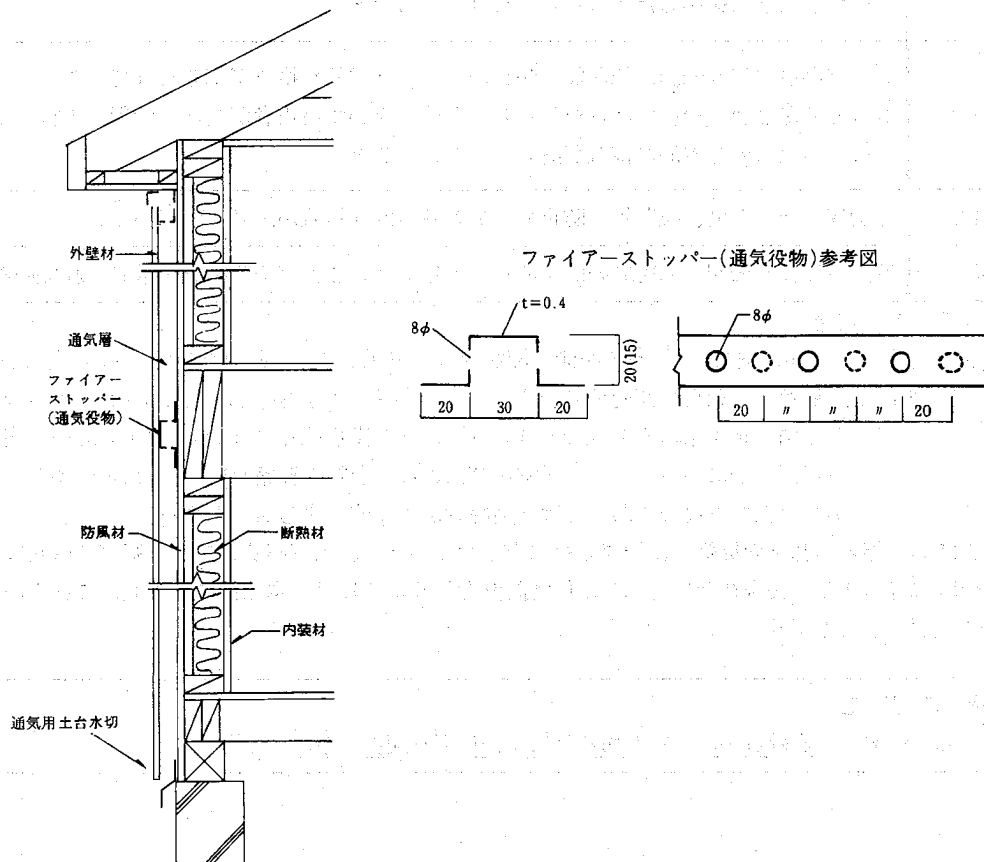 外壁材
通気層
ファイアー
ストッパー
(通気役物)
防風材
断熱材
内装材
通気用土台水切
ファイアーストッパー(通気役物)参考図
t=0.4
8φ
20(15)
20 30 20
8φ
20 〃 〃 〃 20